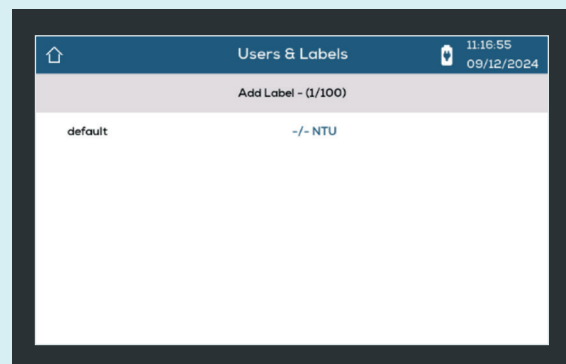 Users & Labels
11:16:55
09/12/2024
Add Label - (1/100)
default -/- NTU